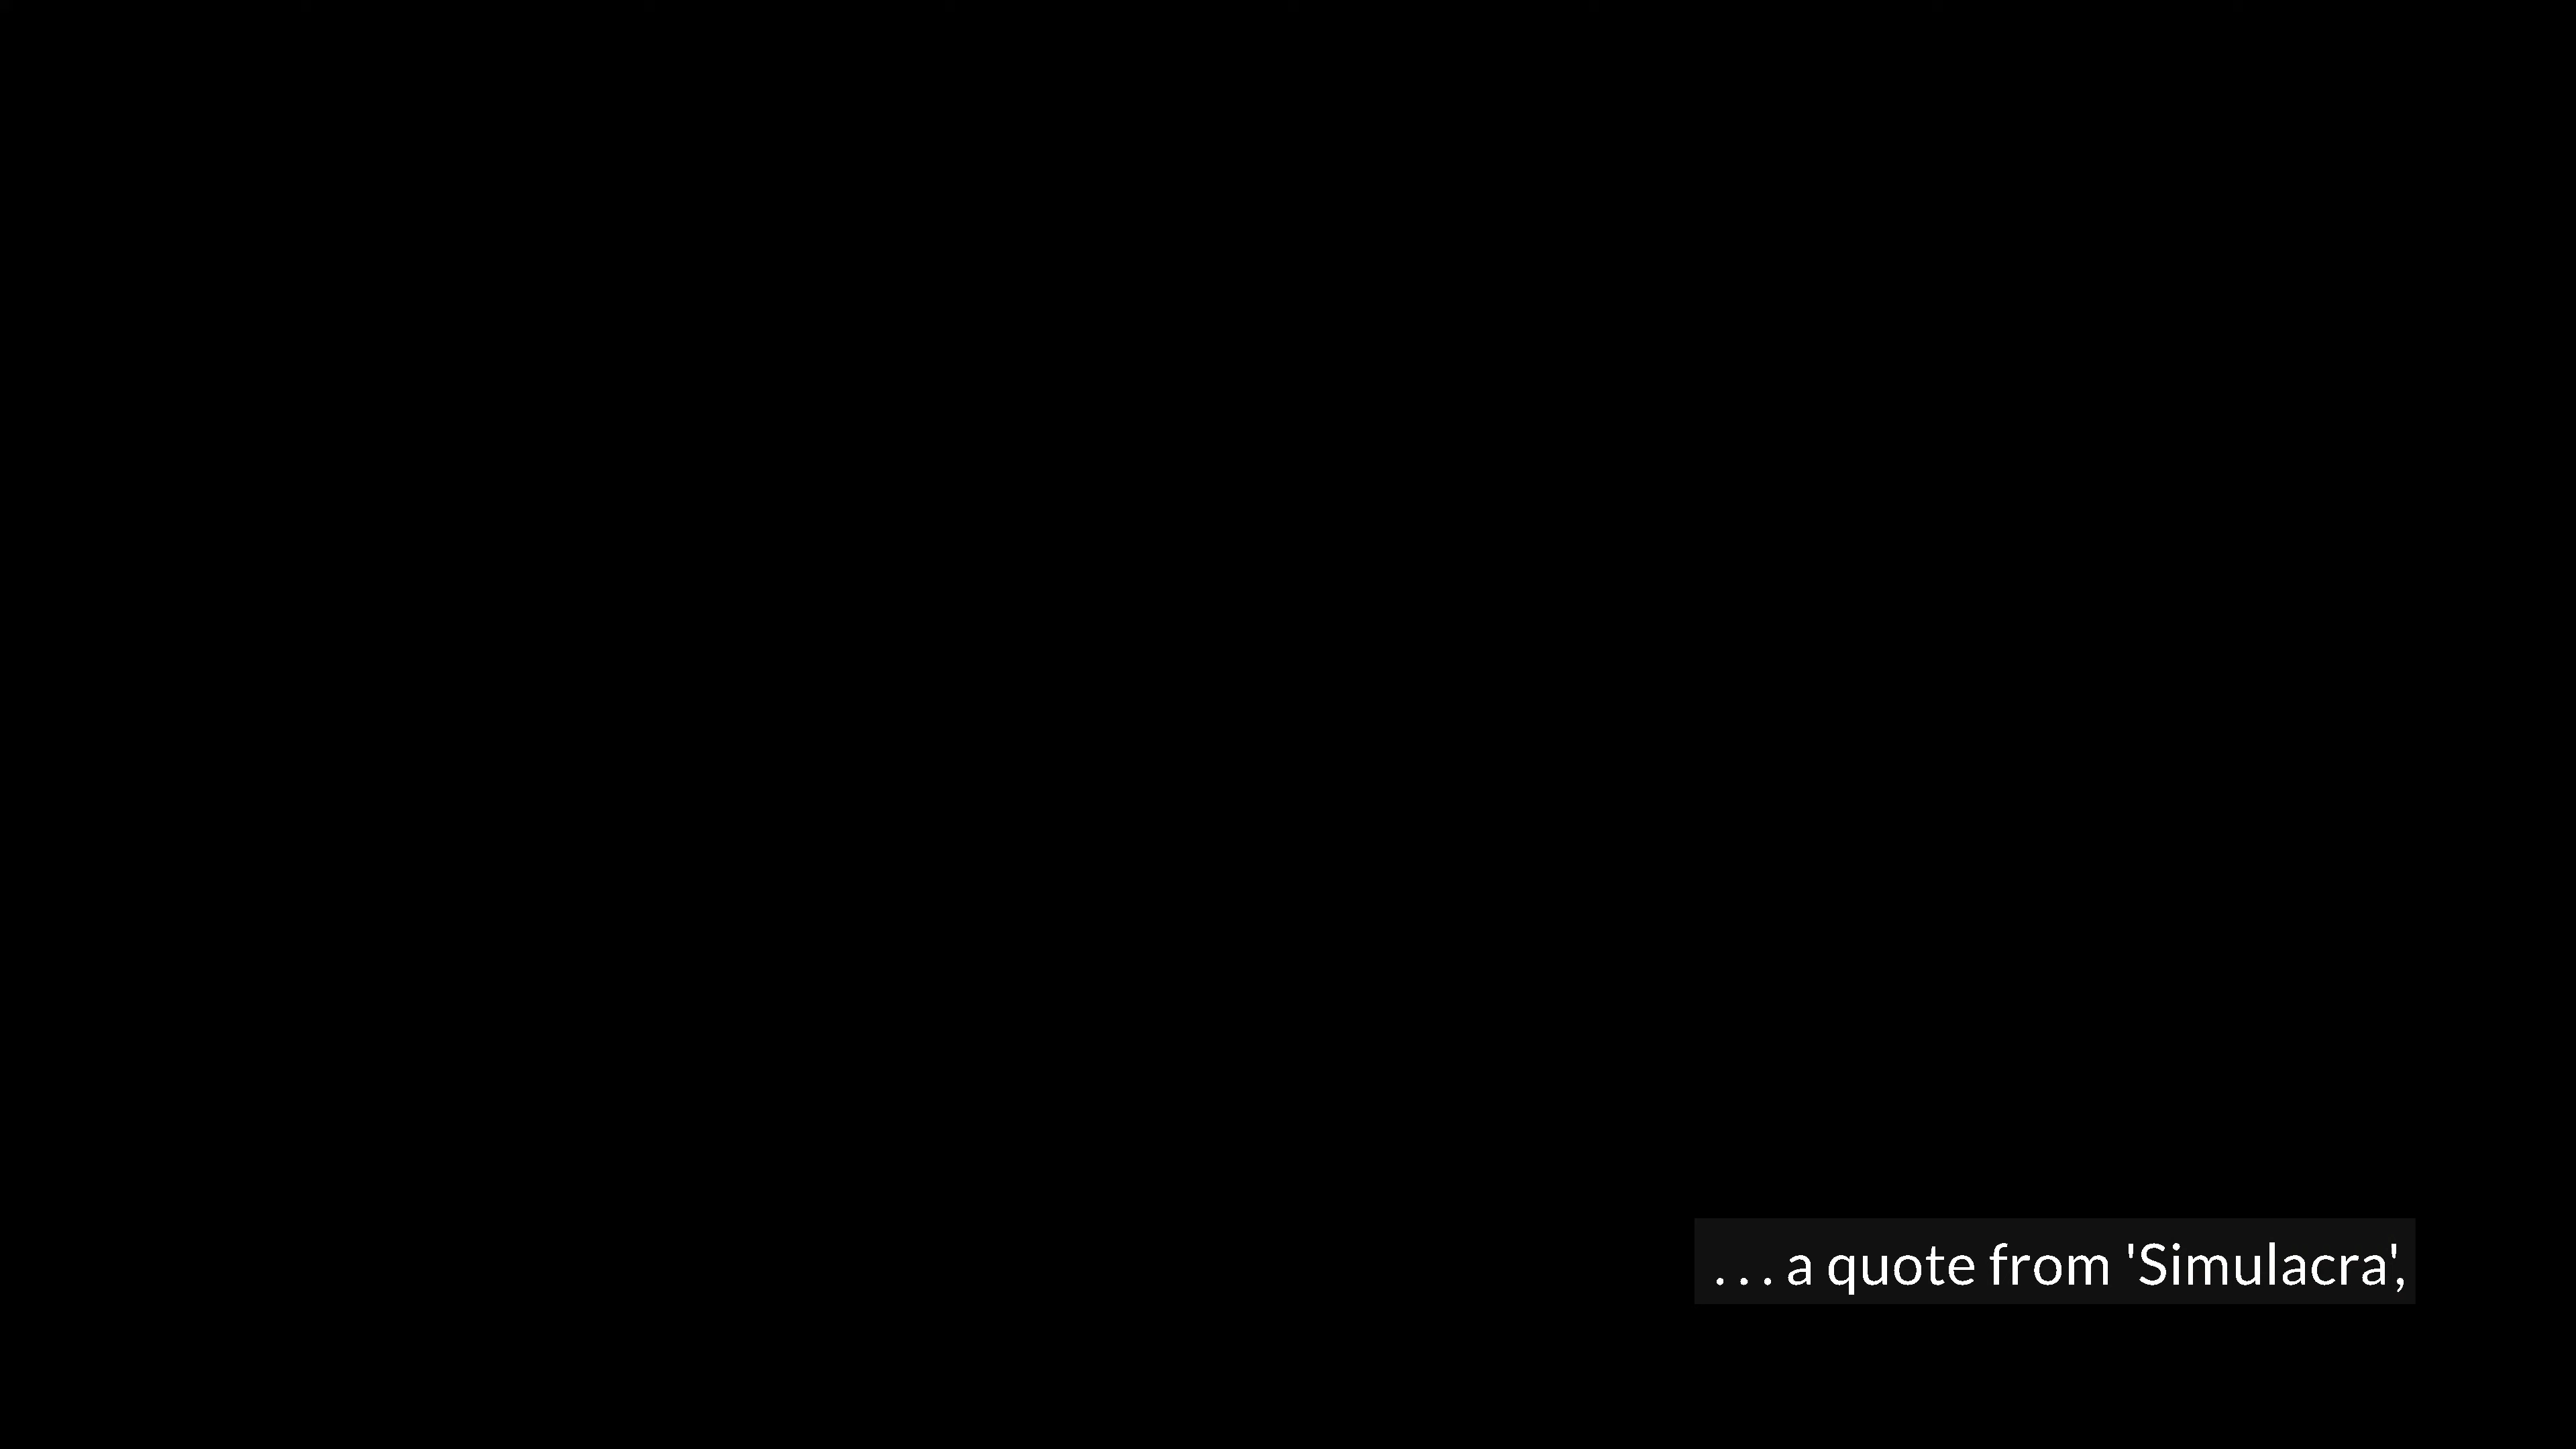 . . . a quote from 'Simulacra',